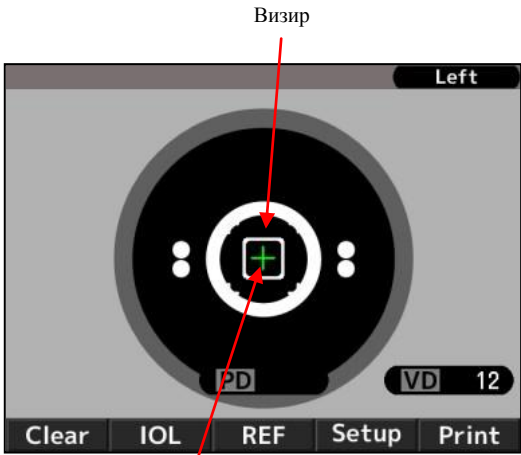 Визир
Left
PD
VD 12
Clear IOL REF Setup Print